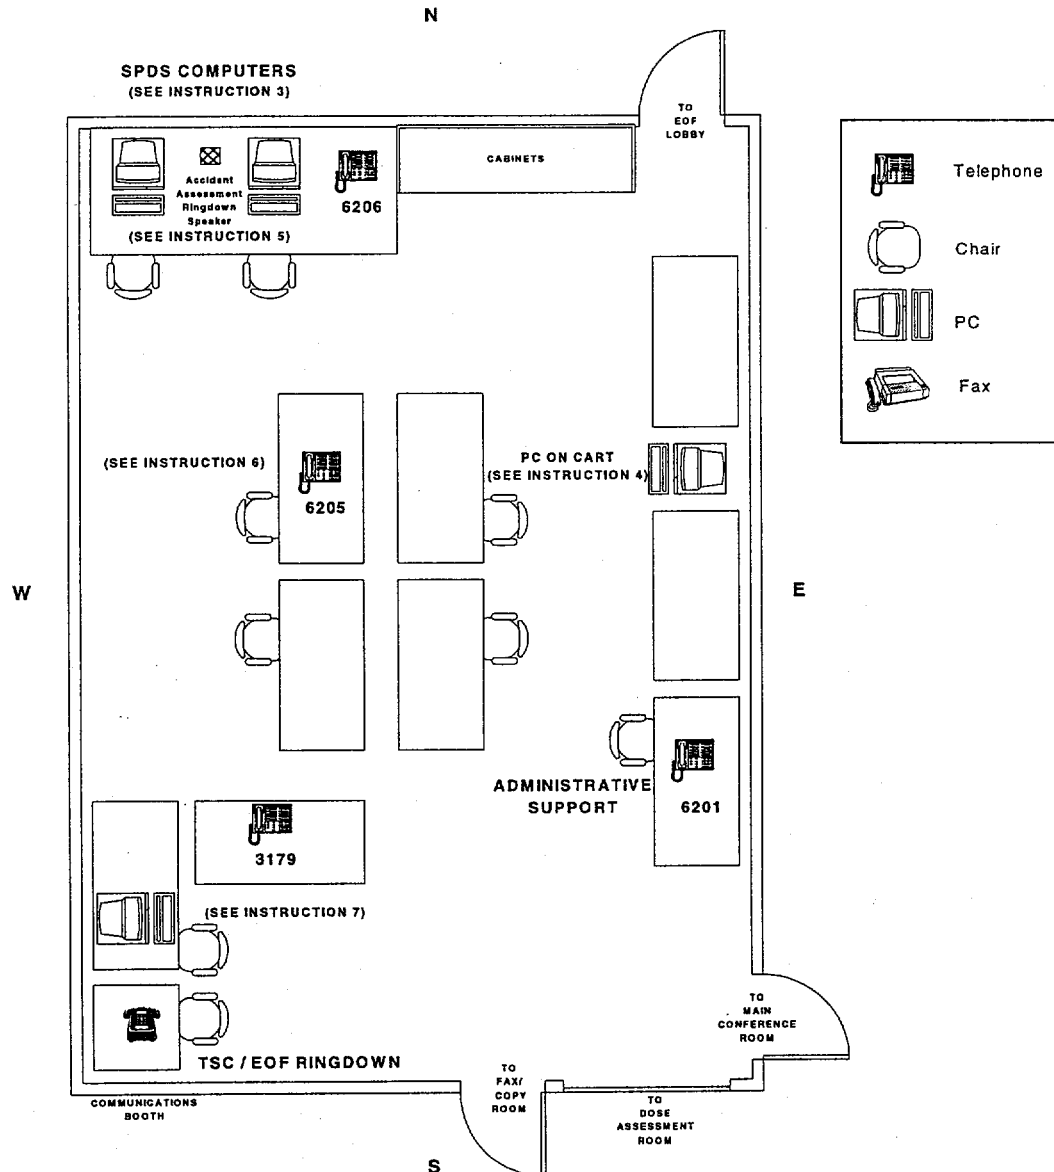 N
SPDS COMPUTERS
(SEE INSTRUCTION 3)
TO
EOF
LOBBY
CABINETS
Accident
Assessment
Ringdown
Speaker
6206
(SEE INSTRUCTION 5)
Telephone
Chair
PC
Fax
(SEE INSTRUCTION 6)
6205
PC ON CART
(SEE INSTRUCTION 4)
W
E
ADMINISTRATIVE
SUPPORT
6201
3179
(SEE INSTRUCTION 7)
TO
MAIN
CONFERENCE
ROOM
TSC / EOF RINGDOWN
COMMUNICATIONS
BOOTH
TO
FAX/
COPY
ROOM
TO
DOSE
ASSESSMENT
ROOM
S